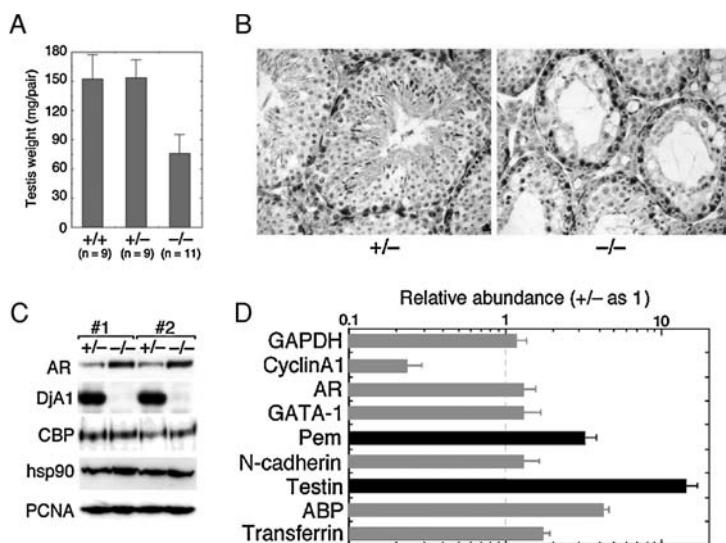 A
Testis weight (mg/pair)
180
150
120
90
60
30
0
+/+
(n = 9)
+/–
(n = 9)
–/–
(n = 11)
B
+/–
–/–
C
#1
#2
+/– –/– +/– –/–
AR
DjA1
CBP
hsp90
PCNA
D
Relative abundance (+/– as 1)
0.1
1
10
GAPDH
CyclinA1
AR
GATA-1
Pem
N-cadherin
Testin
ABP
Transferrin